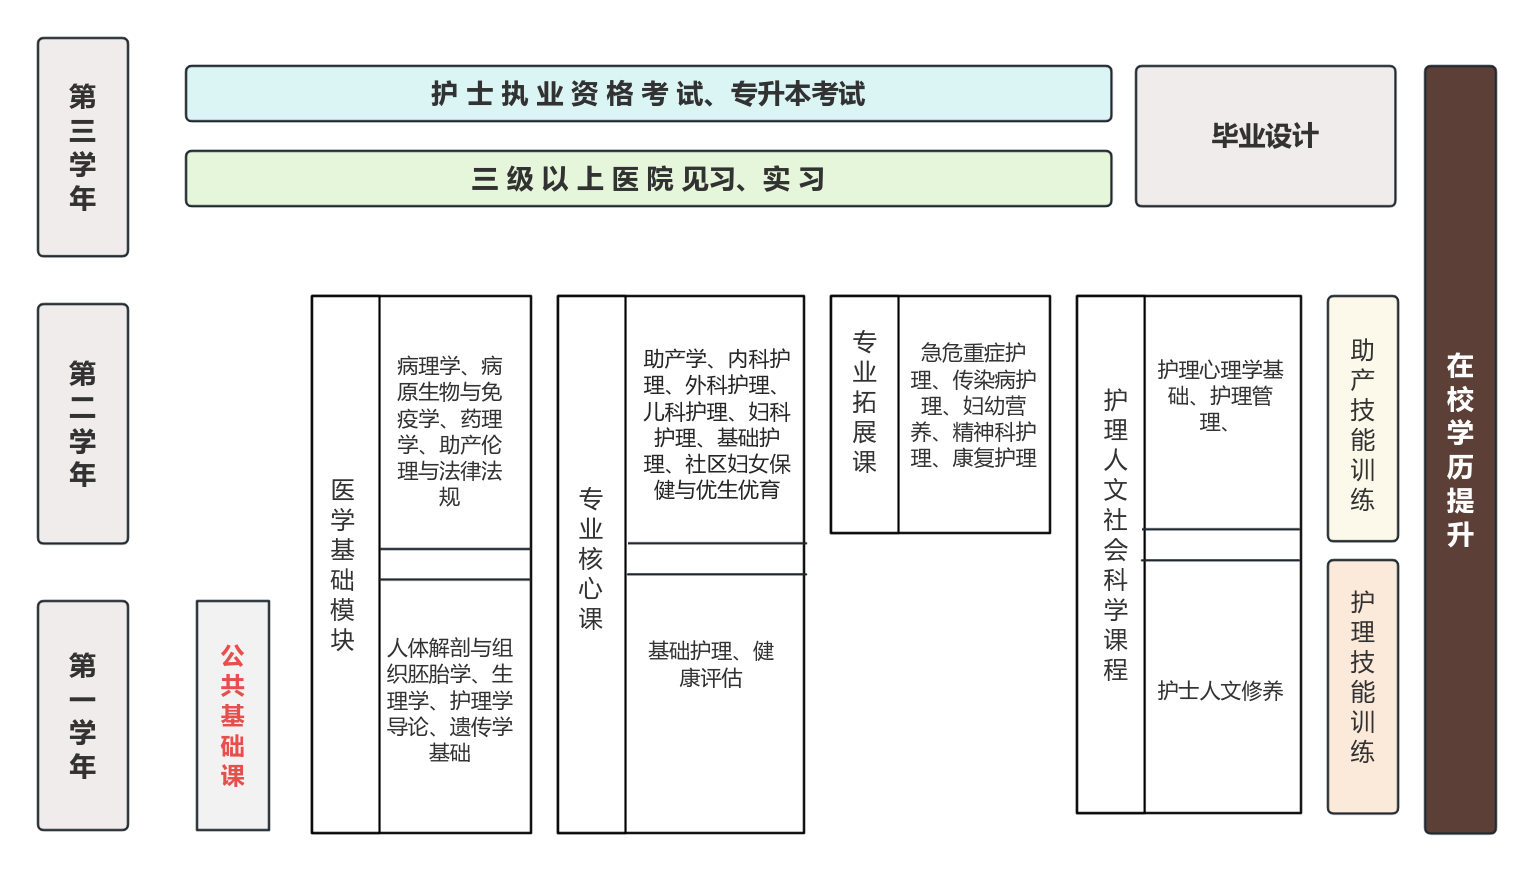 第三学年
护士执业资格考试、专升本考试
三级以上医院见习、实习
毕业设计
在校学历提升
第二学年
医学基础模块
病理学、病
原生物与免
疫学、药理
学、助产伦
理与法律法
规
专业核心课
助产学、内科护
理、外科护理、
儿科护理、妇科
护理、基础护
理、社区妇女保
健与优生优育
专业拓展课
急危重症护
理、传染病护
理、妇幼营
养、精神科护
理、康复护理
护理人文社会科学课程
护理心理学基
础、护理管
理、
助产技能训练
第一学年
公共基础课
人体解剖与组
织胚胎学、生
理学、护理学
导论、遗传学
基础
基础护理、健
康评估
护士人文修养
护理技能训练